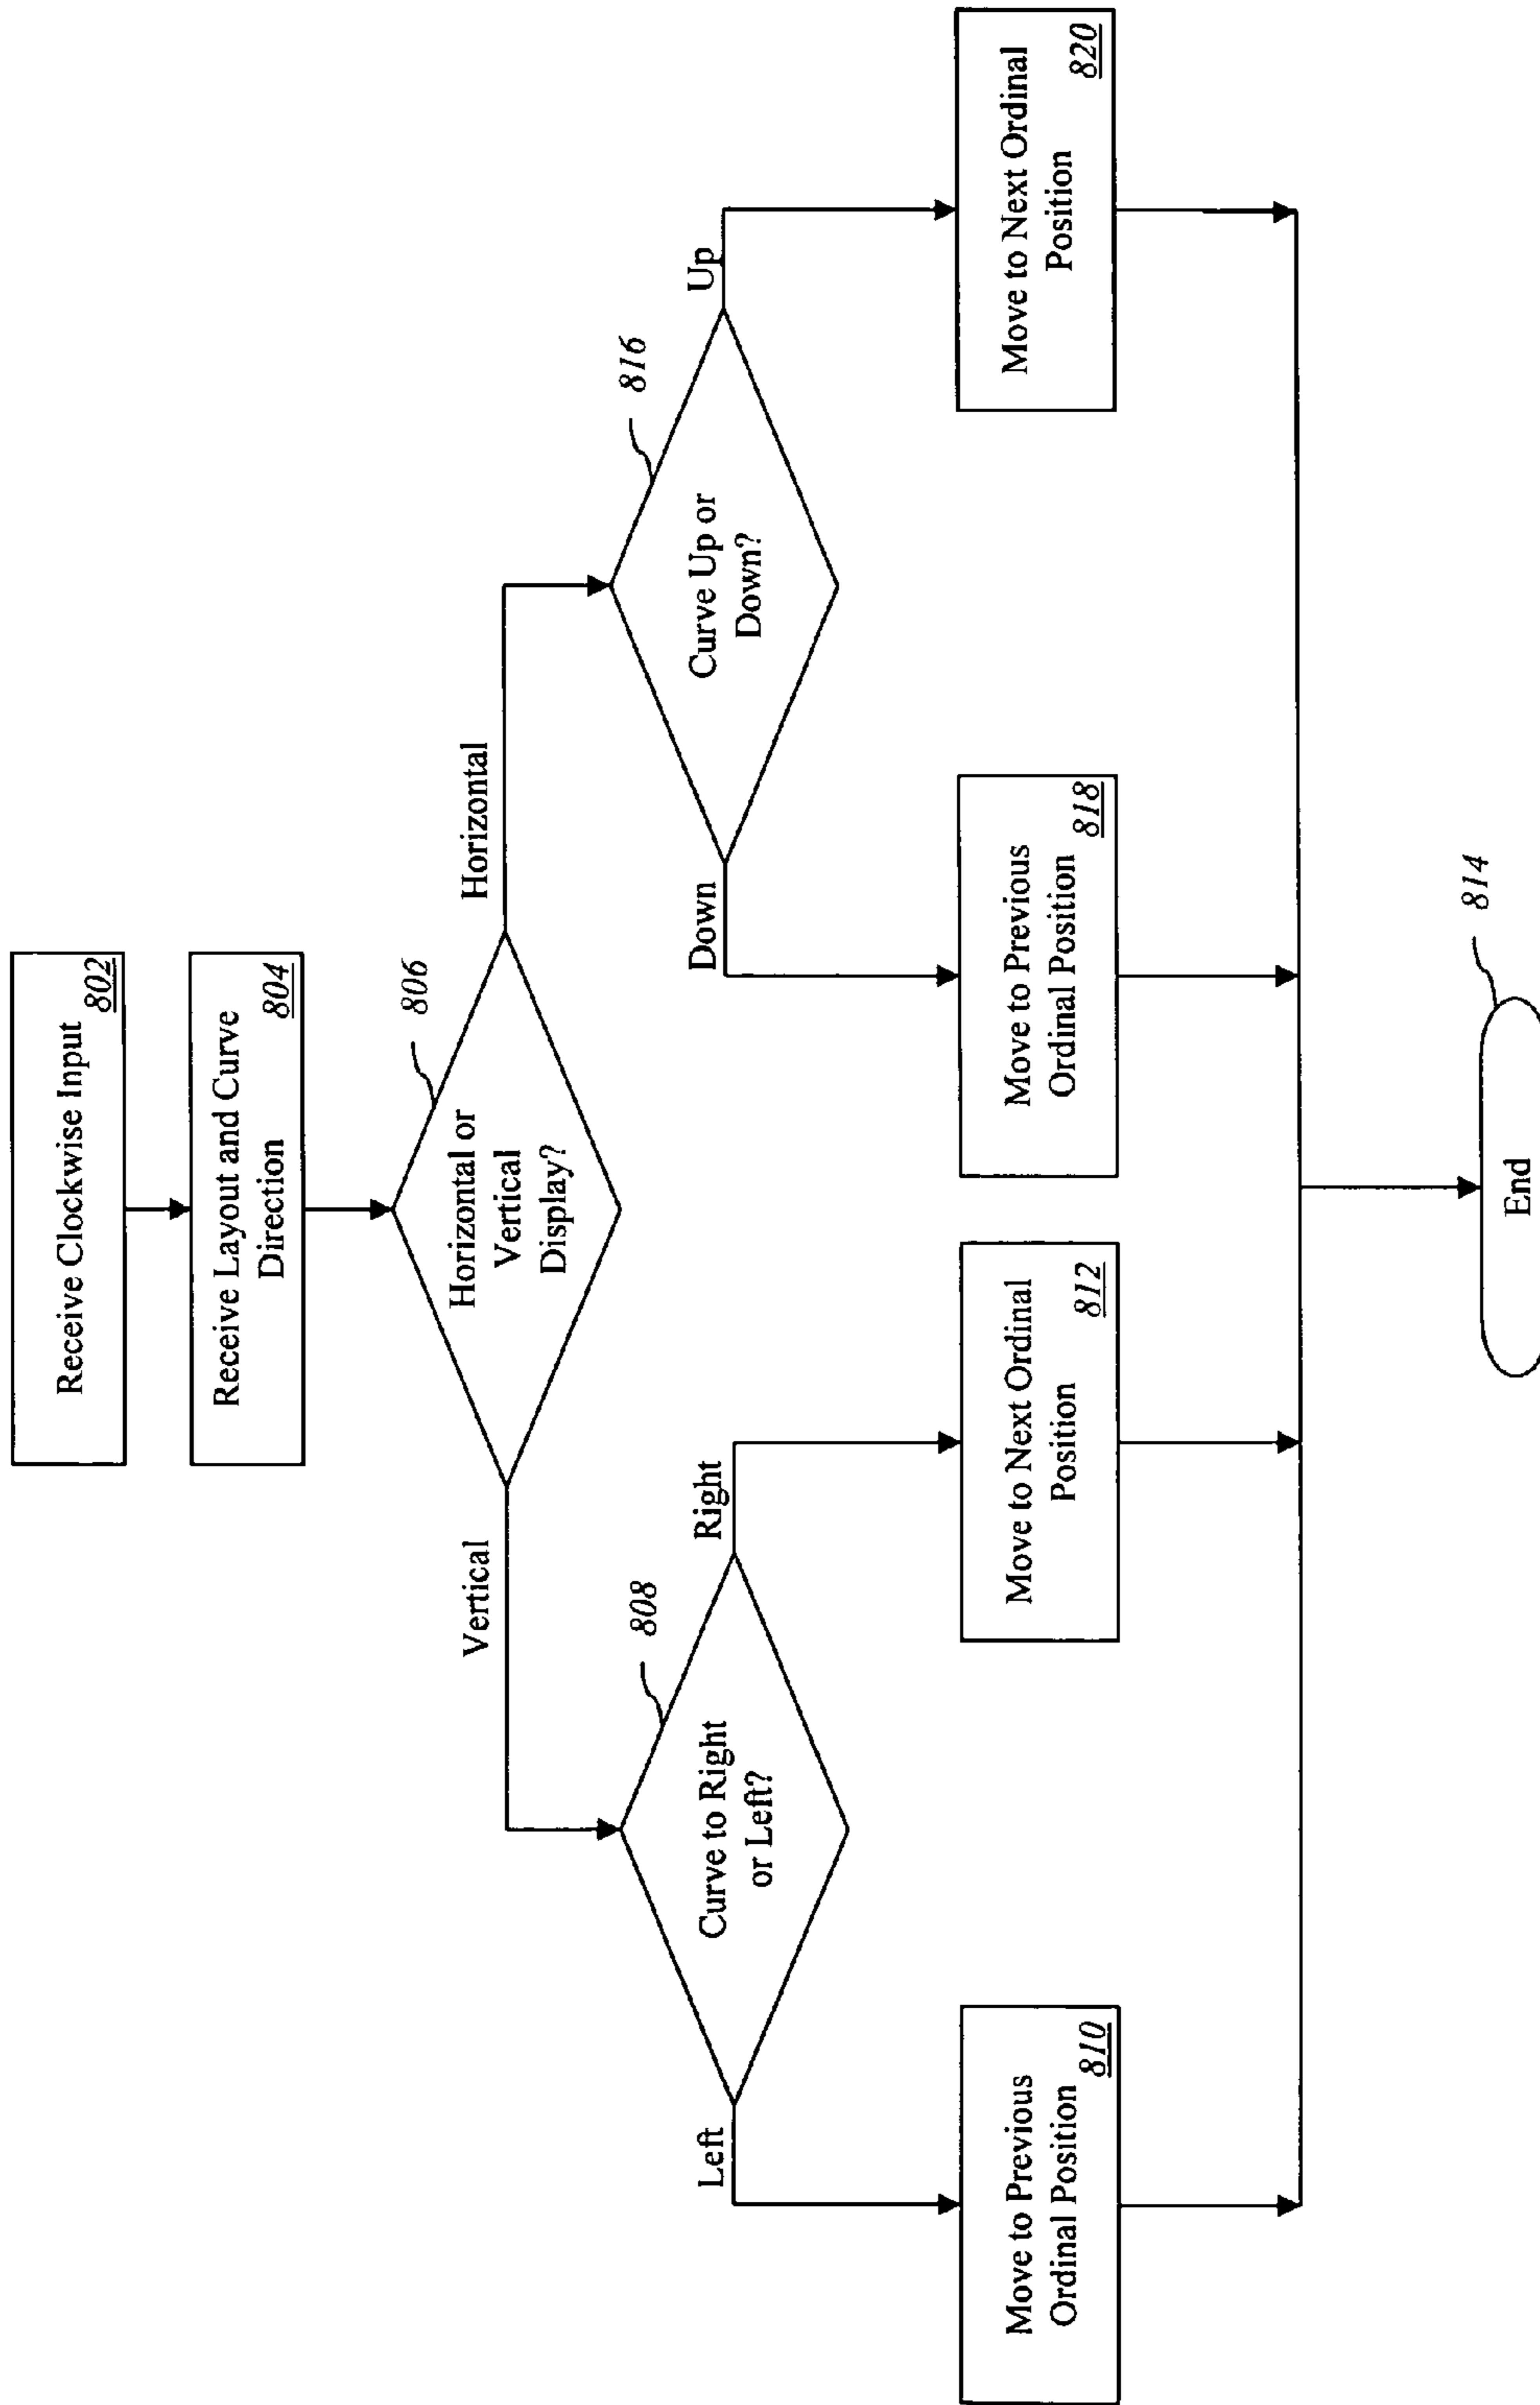 Receive Clockwise Input
802
Receive Layout and Curve
Direction
804
Horizontal or
Vertical
Display?
806
Vertical
Horizontal
Curve to Right
or Left?
808
Curve Up or
Down?
816
Left
Right
Down
Up
Move to Previous
Ordinal Position
810
Move to Next Ordinal
Position
812
Move to Previous
Ordinal Position
818
Move to Next Ordinal
Position
820
End
814